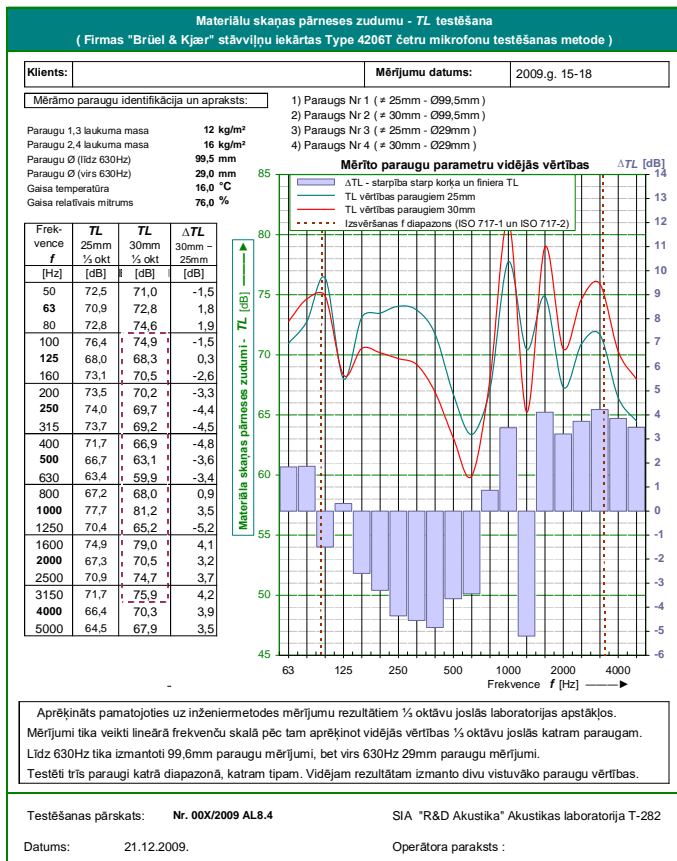 Materiālu skaņas pārneses zudumu - TL testēšana
( Firmas "Brüel & Kjær" stāvviļņu iekārtas Type 4206T četru mikrofonu testēšanas metode )
Klients:
Mērījumu datums: 2009.g. 15-18
Mērāmo paraugu identifikācija un apraksts:
1) Paraugs Nr 1 ( ≠ 25mm - Ø99,5mm )
2) Paraugs Nr 2 ( ≠ 30mm - Ø99,5mm )
3) Paraugs Nr 3 ( ≠ 25mm - Ø29mm )
4) Paraugs Nr 4 ( ≠ 30mm - Ø29mm )
Paraugu 1,3 laukuma masa 12 kg/m²
Paraugu 2,4 laukuma masa 16 kg/m²
Paraugu Ø (līdz 630Hz) 99,5 mm
Paraugu Ø (virs 630Hz) 29,0 mm
Gaisa temperatūra 16,0 °C
Gaisa relatīvais mitrums 76,0 %
Frek- TL TL ΔTL
vence 25mm 30mm 30mm –
f ⅓ okt ⅓ okt 25mm
[Hz] [dB] [dB] [dB]
50 72,5 71,0 -1,5
63 70,9 72,8 1,8
80 72,8 74,6 1,9
100 76,4 74,9 -1,5
125 68,0 68,3 0,3
160 73,1 70,5 -2,6
200 73,5 70,2 -3,3
250 74,0 69,7 -4,4
315 73,7 69,2 -4,5
400 71,7 66,9 -4,8
500 66,7 63,1 -3,6
630 63,4 59,9 -3,4
800 67,2 68,0 0,9
1000 77,7 81,2 3,5
1250 70,4 65,2 -5,2
1600 74,9 79,0 4,1
2000 67,3 70,5 3,2
2500 70,9 74,7 3,7
3150 71,7 75,9 4,2
4000 66,4 70,3 3,9
5000 64,5 67,9 3,5
Mērīto paraugu parametru vidējās vērtības
ΔTL [dB]
ΔTL - starpība starp korķa un finiera TL
TL vērtības paraugiem 25mm
TL vērtības paraugiem 30mm
Izsvēršanas f diapazons (ISO 717-1 un ISO 717-2)
Materiāla skaņas pārneses zudumi - TL [dB]
85
80
75
70
65
60
55
50
45
14
13
12
11
10
9
8
7
6
5
4
3
2
1
0
-1
-2
-3
-4
-5
-6
63 125 250 500 1000 2000 4000
Frekvence f [Hz]
-
Aprēķināts pamatojoties uz inženiermetodes mērījumu rezultātiem ⅓ oktāvu joslās laboratorijas apstākļos.
Mērījumi tika veikti lineārā frekvenču skalā pēc tam aprēķinot vidējās vērtības ⅓ oktāvu joslās katram paraugam.
Līdz 630Hz tika izmantoti 99,6mm paraugu mērījumi, bet virs 630Hz 29mm paraugu mērījumi.
Testēti trīs paraugi katrā diapazonā, katram tipam. Vidējam rezultātam izmanto divu vistuvāko paraugu vērtības.
Testēšanas pārskats: Nr. 00X/2009 AL8.4
SIA "R&D Akustika" Akustikas laboratorija T-282
Datums: 21.12.2009.
Operātora paraksts :